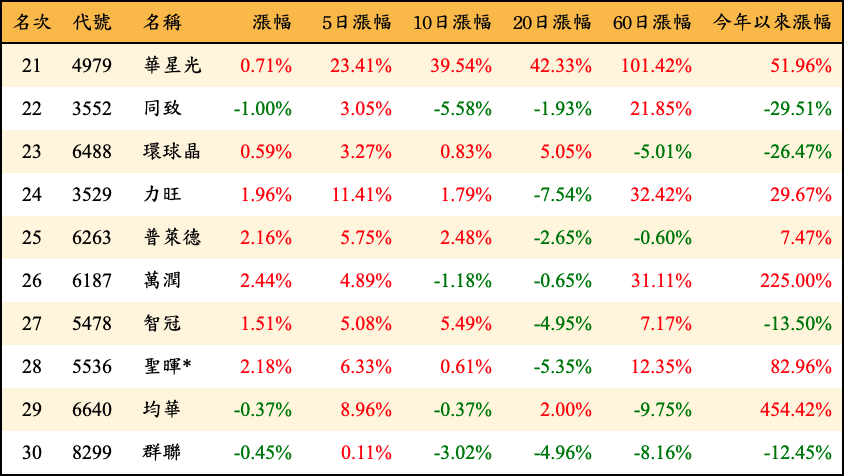 名次 代號 名稱 漲幅 5日漲幅 10日漲幅 20日漲幅 60日漲幅 今年以來漲幅
21 4979 華星光 0.71% 23.41% 39.54% 42.33% 101.42% 51.96%
22 3552 同致 -1.00% 3.05% -5.58% -1.93% 21.85% -29.51%
23 6488 環球晶 0.59% 3.27% 0.83% 5.05% -5.01% -26.47%
24 3529 力旺 1.96% 11.41% 1.79% -7.54% 32.42% 29.67%
25 6263 普萊德 2.16% 5.75% 2.48% -2.65% -0.60% 7.47%
26 6187 萬潤 2.44% 4.89% -1.18% -0.65% 31.11% 225.00%
27 5478 智冠 1.51% 5.08% 5.49% -4.95% 7.17% -13.50%
28 5536 聖暉* 2.18% 6.33% 0.61% -5.35% 12.35% 82.96%
29 6640 均華 -0.37% 8.96% -0.37% 2.00% -9.75% 454.42%
30 8299 群聯 -0.45% 0.11% -3.02% -4.96% -8.16% -12.45%